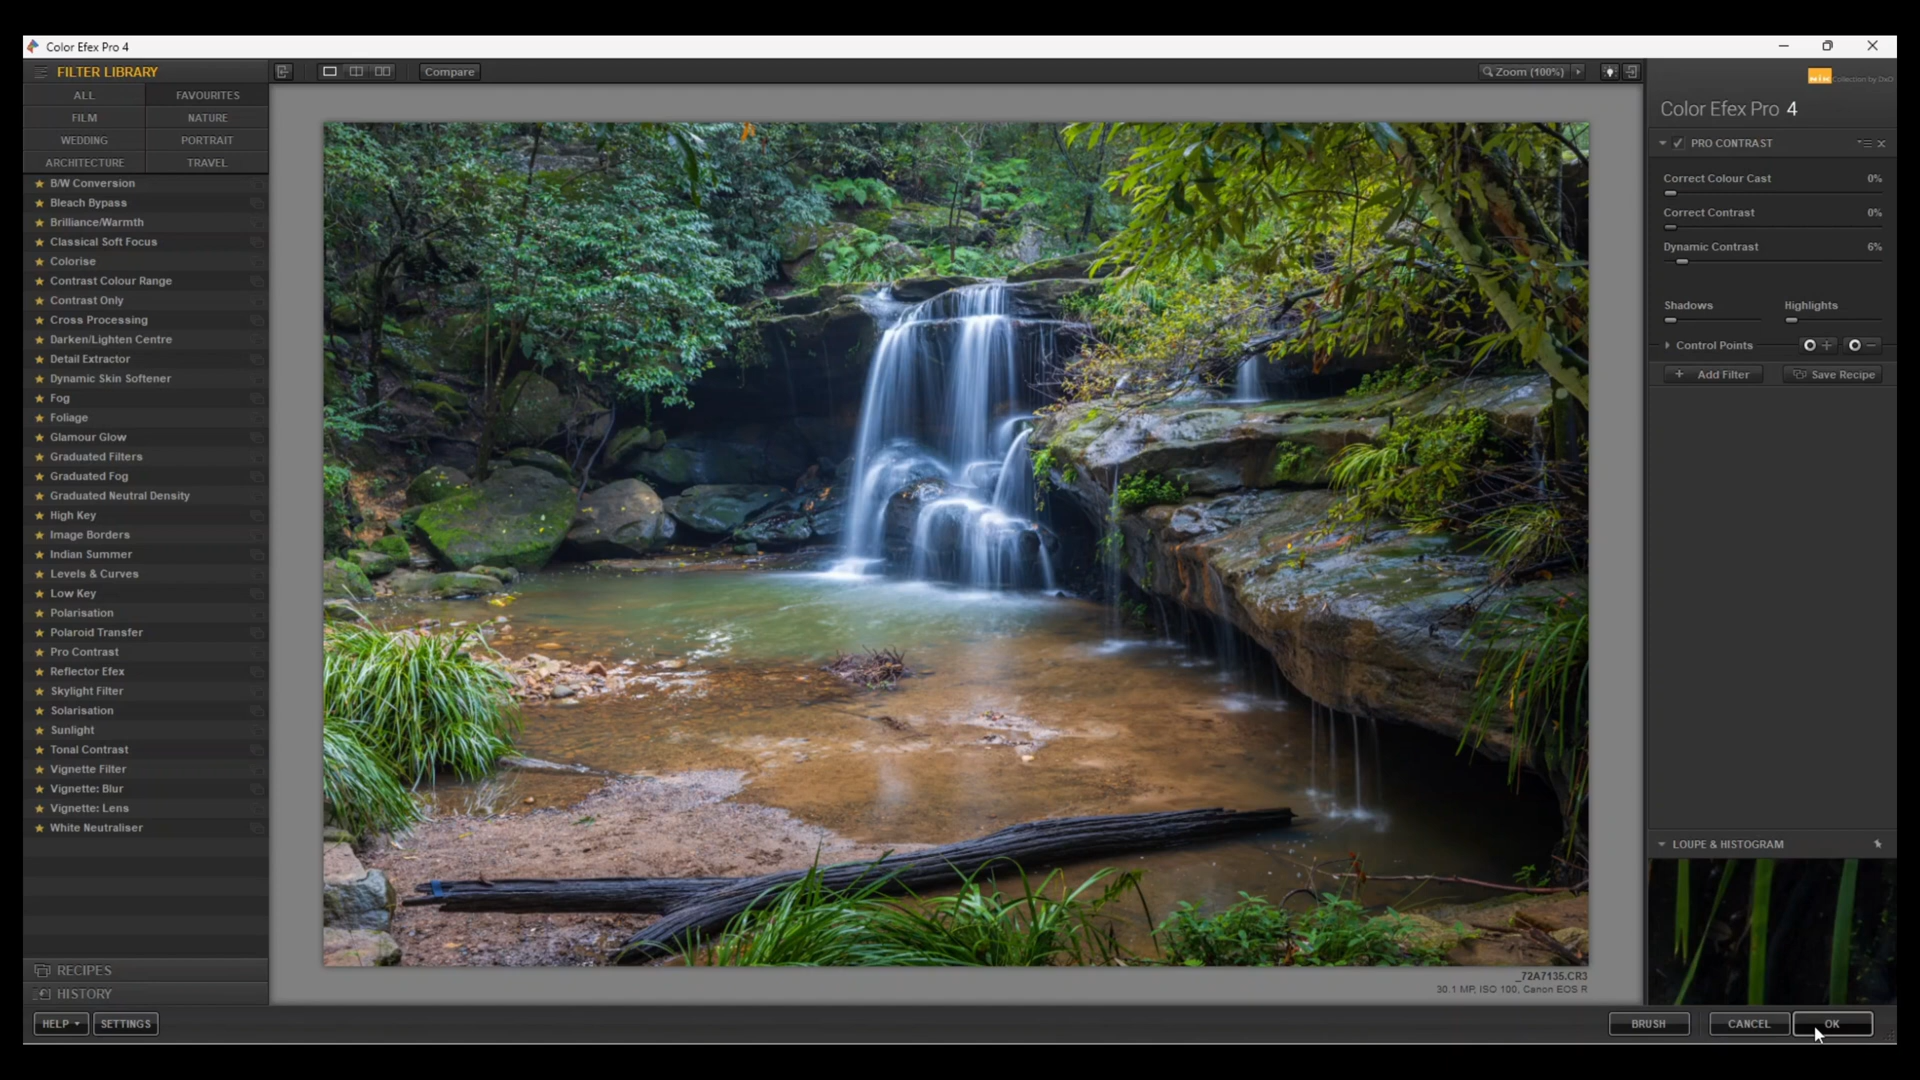 Color Efex Pro 4
FILTER LIBRARY
Compare
Zoom (100%)
Collection by DxO
ALL
FAVOURITES
FILM
NATURE
WEDDING
PORTRAIT
ARCHITECTURE
TRAVEL
B/W Conversion
Bleach Bypass
Brilliance/Warmth
Classical Soft Focus
Colorise
Contrast Colour Range
Contrast Only
Cross Processing
Darken/Lighten Centre
Detail Extractor
Dynamic Skin Softener
Fog
Foliage
Glamour Glow
Graduated Filters
Graduated Fog
Graduated Neutral Density
High Key
Image Borders
Indian Summer
Levels & Curves
Low Key
Polarisation
Polaroid Transfer
Pro Contrast
Reflector Efex
Skylight Filter
Solarisation
Sunlight
Tonal Contrast
Vignette Filter
Vignette: Blur
Vignette: Lens
White Neutraliser
RECIPES
HISTORY
HELP
SETTINGS
_72A7135.CR3
30.1 MP, ISO 100, Canon EOS R
Color Efex Pro 4
PRO CONTRAST
Correct Colour Cast 0%
Correct Contrast 0%
Dynamic Contrast 6%
Shadows Highlights
Control Points
+ Add Filter
Save Recipe
LOUPE & HISTOGRAM
BRUSH
CANCEL
OK